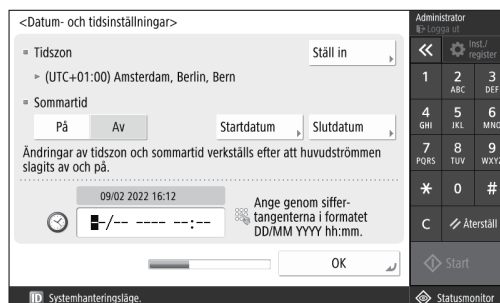 <Datum- och tidsinställningar>
Tidszon
Ställ in
(UTC+01:00) Amsterdam, Berlin, Bern
Sommartid
På
Av
Startdatum
Slutdatum
Ändringar av tidszon och sommartid verkställs efter att huvudströmmen
slagits av och på.
09/02 2022 16:12
-/-- ---- --:--
Ange genom siffer-
tangenterna i formatet
DD/MM YYYY hh:mm.
OK
ID Systemhanteringsläge.
Administrator
Logga ut
Inst./
register
1
2
ABC
3
DEF
4
GHI
5
JKL
6
MNO
7
PQRS
8
TUV
9
WXYZ
*
0
#
C
Återställ
Start
Statusmonitor